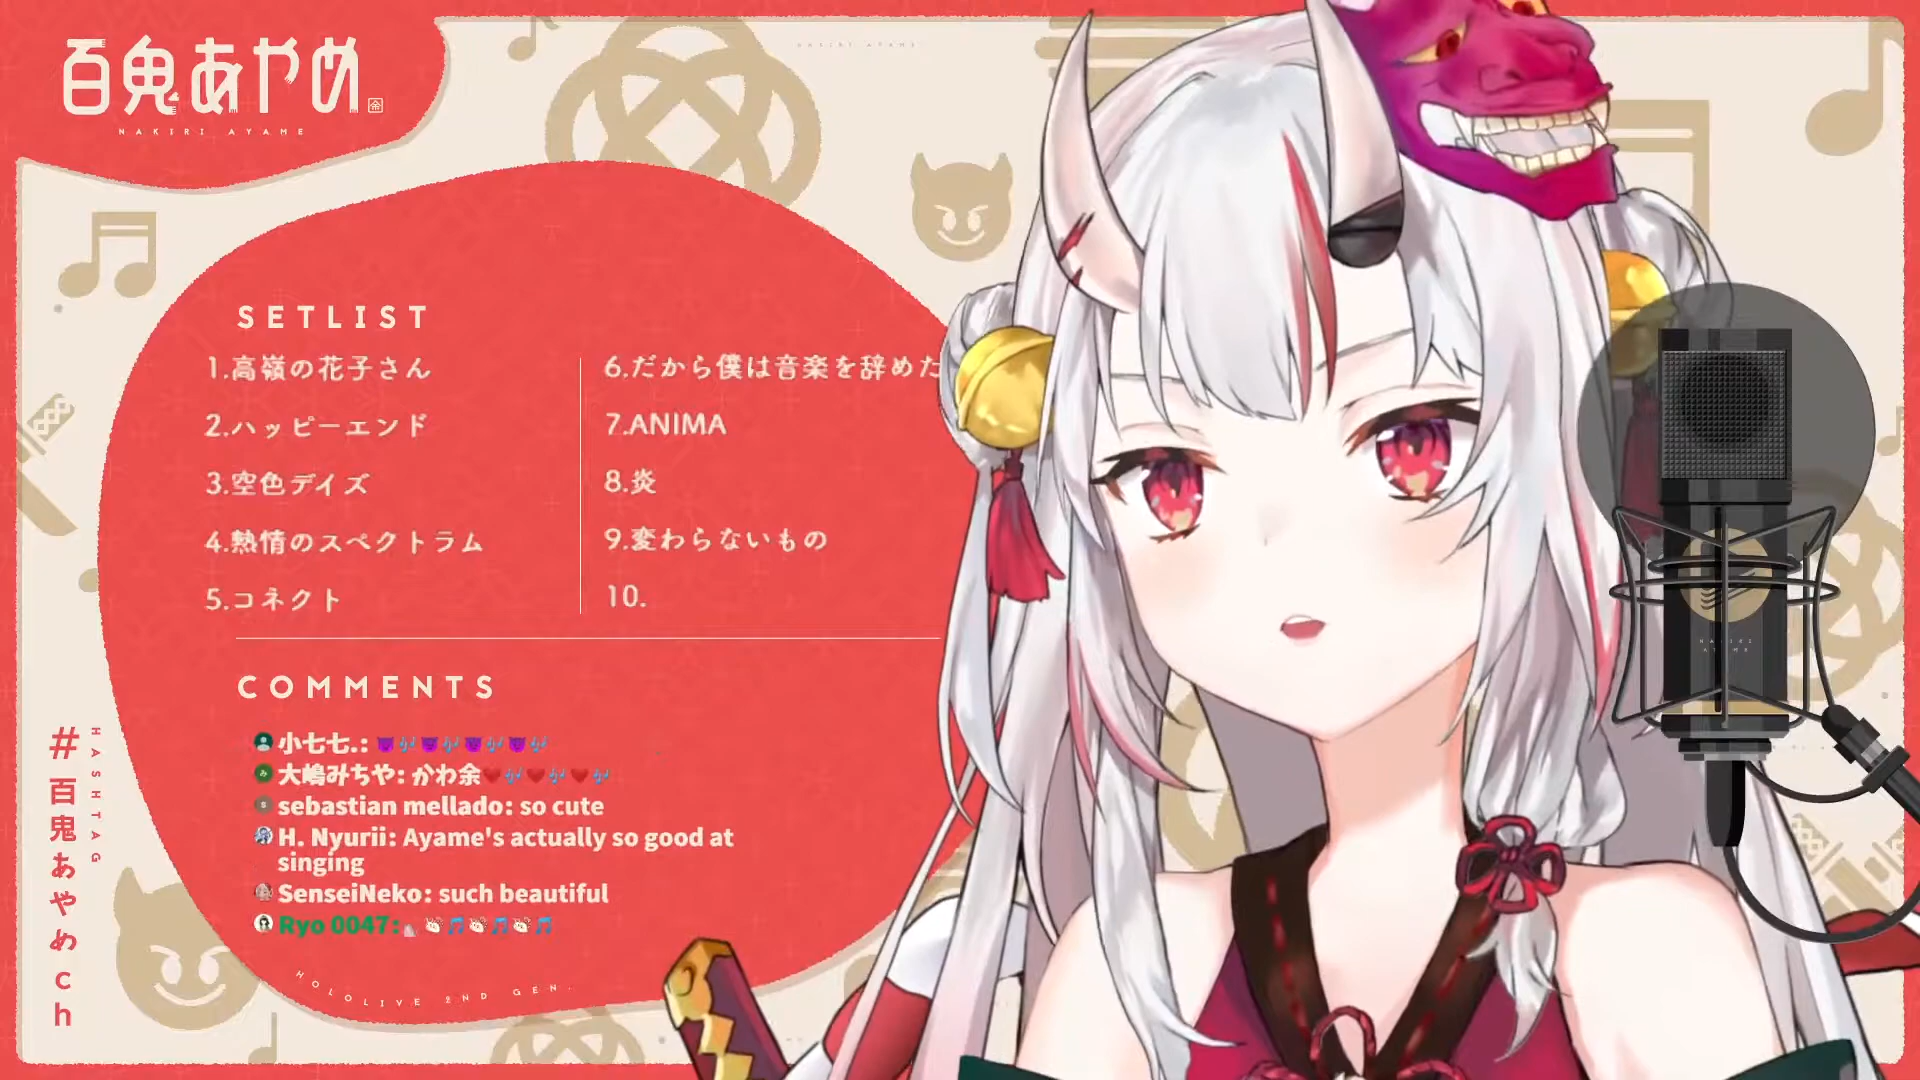 百鬼あやめ
NAKIRI AYAME
NAKIRI AYAME
SETLIST
1.高嶺の花子さん
2.ハッピーエンド
3.空色デイズ
4.熱情のスペクトラム
5.コネクト
6.だから僕は音楽を辞めた
7.ANIMA
8.炎
9.変わらないもの
10.
COMMENTS
小七七.: 😈🎶😈🎶😈🎶😈🎶
大嶋みちや: かわ余❤️🎶❤️🎶❤️🎶
sebastian mellado: so cute
H. Nyurii: Ayame's actually so good at
singing
SenseiNeko: such beautiful
Ryo 0047:
HOLOLIVE 2ND GEN.
#百鬼あやめch
HASHTAG
NAKIRI
AYAME